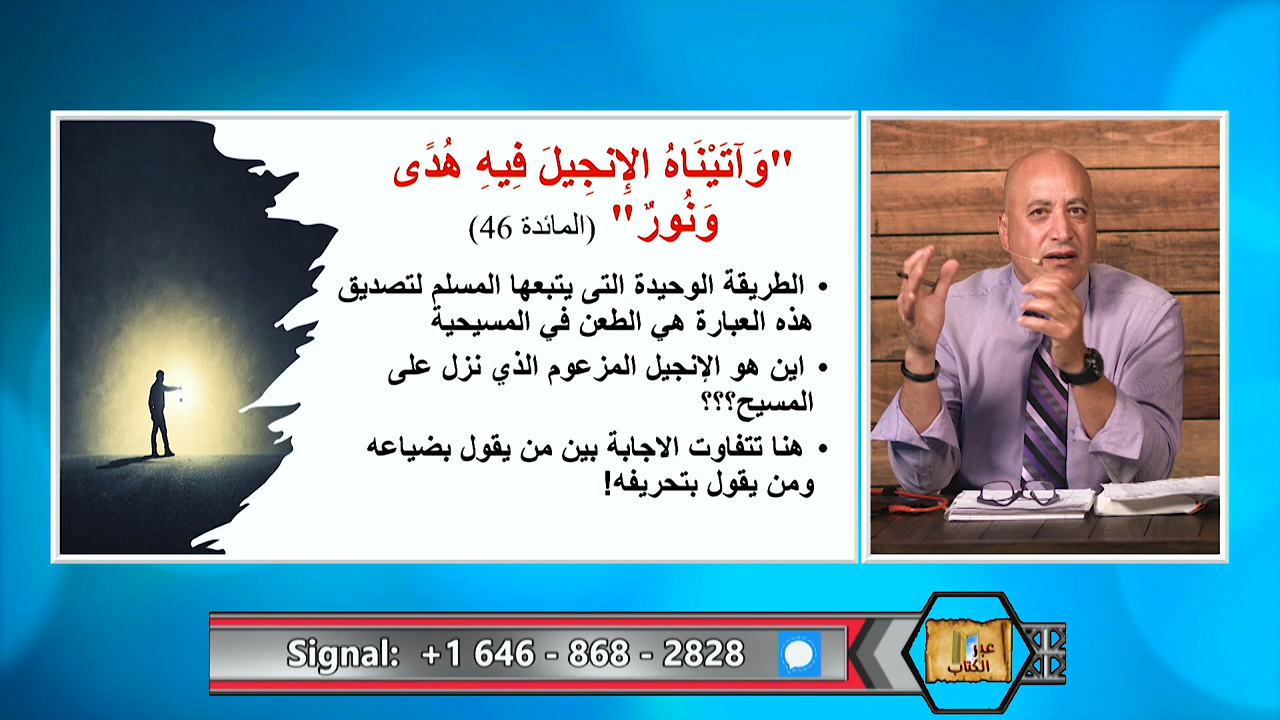 "وَآتَيْنَاهُ الإِنجِيلَ فِيهِ هُدًى
وَنُورٌ" (المائدة 46)
• الطريقة الوحيدة التى يتبعها المسلم لتصديق
هذه العبارة هي الطعن في المسيحية
• اين هو الإنجيل المزعوم الذي نزل على
المسيح؟؟؟
• هنا تتفاوت الاجابة بين من يقول بضياعه
ومن يقول بتحريفه!
Signal: +1 646 - 868 - 2828
عبر
الكتاب